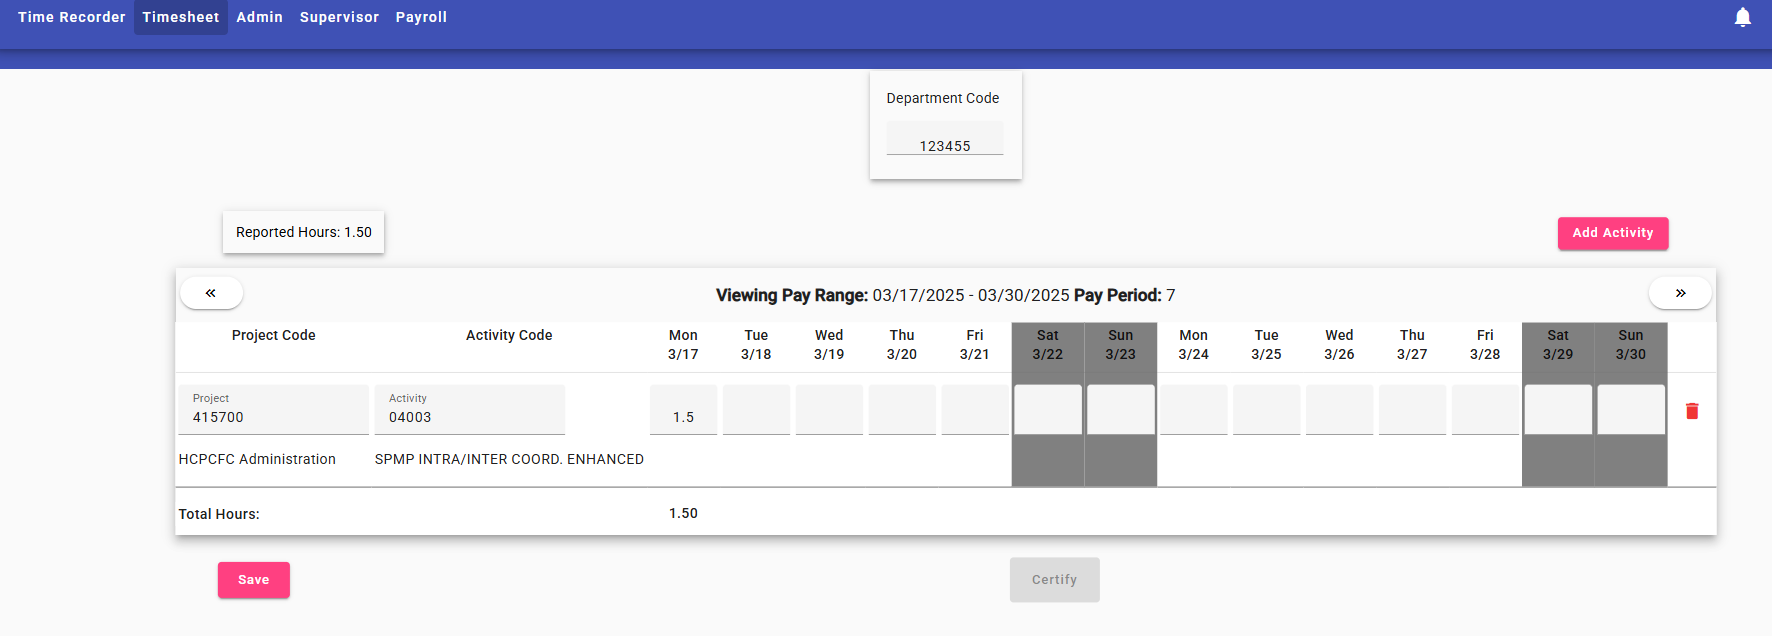 Time Recorder Timesheet Admin Supervisor Payroll
Department Code
123455
Reported Hours: 1.50
Add Activity
« Viewing Pay Range: 03/17/2025 - 03/30/2025 Pay Period: 7 »
Project Code Activity Code Mon Tue Wed Thu Fri Sat Sun Mon Tue Wed Thu Fri Sat Sun
3/17 3/18 3/19 3/20 3/21 3/22 3/23 3/24 3/25 3/26 3/27 3/28 3/29 3/30
Project Activity
415700 04003 1.5
HCPCFC Administration SPMP INTRA/INTER COORD. ENHANCED
Total Hours: 1.50
Save Certify